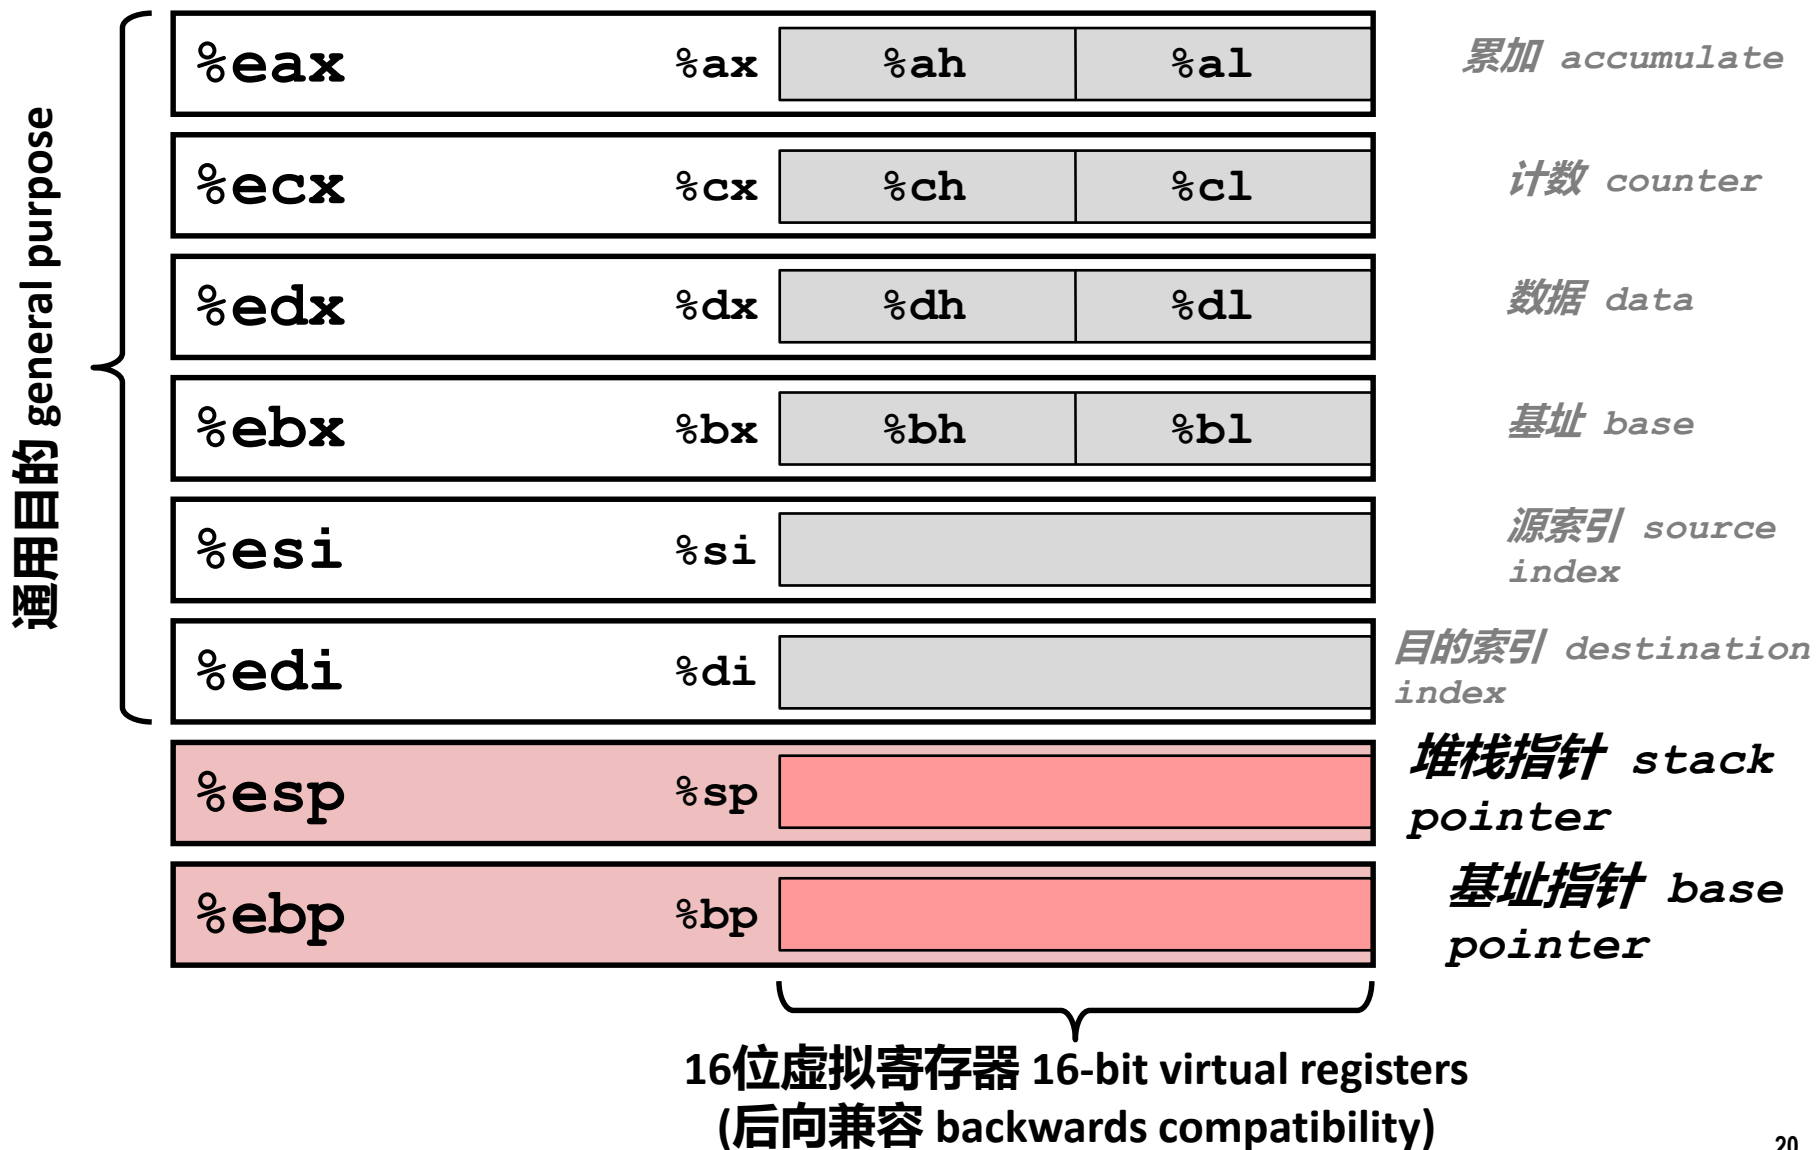 通用目的 general purpose
%eax %ax %ah %al 累加 accumulate
%ecx %cx %ch %cl 计数 counter
%edx %dx %dh %dl 数据 data
%ebx %bx %bh %bl 基址 base
%esi %si 源索引 source
index
%edi %di 目的索引 destination
index
%esp %sp 堆栈指针 stack
pointer
%ebp %bp 基址指针 base
pointer
16位虚拟寄存器 16-bit virtual registers
(后向兼容 backwards compatibility)
20